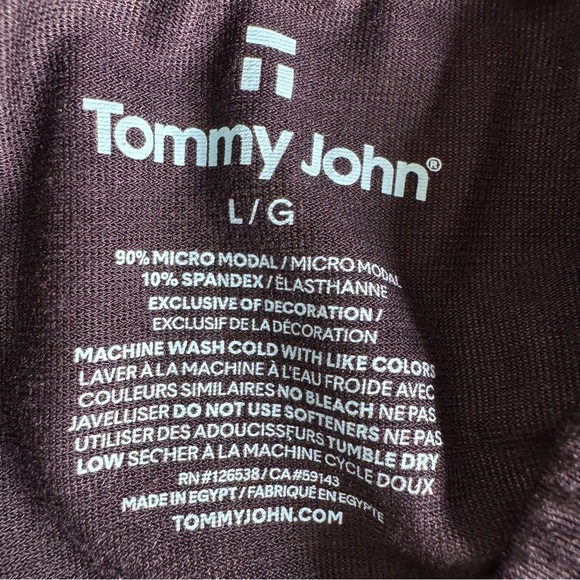 Tommy John®
L/G
90% MICRO MODAL / MICRO MODAL
10% SPANDEX / ÉLASTHANNE
EXCLUSIVE OF DECORATION /
EXCLUSIF DE LA DÉCORATION
MACHINE WASH COLD WITH LIKE COLORS
LAVER À LA MACHINE À L'EAU FROIDE AVEC
COULEURS SIMILAIRES NO BLEACH NE PAS
JAVELLISER DO NOT USE SOFTENERS NE PAS
UTILISER DES ADOUCISSEURS TUMBLE DRY
LOW SECHER À LA MACHINE CYCLE DOUX
RN#126538 / CA#59143
MADE IN EGYPT / FABRIQUÉ EN EGYPTE
TOMMYJOHN.COM